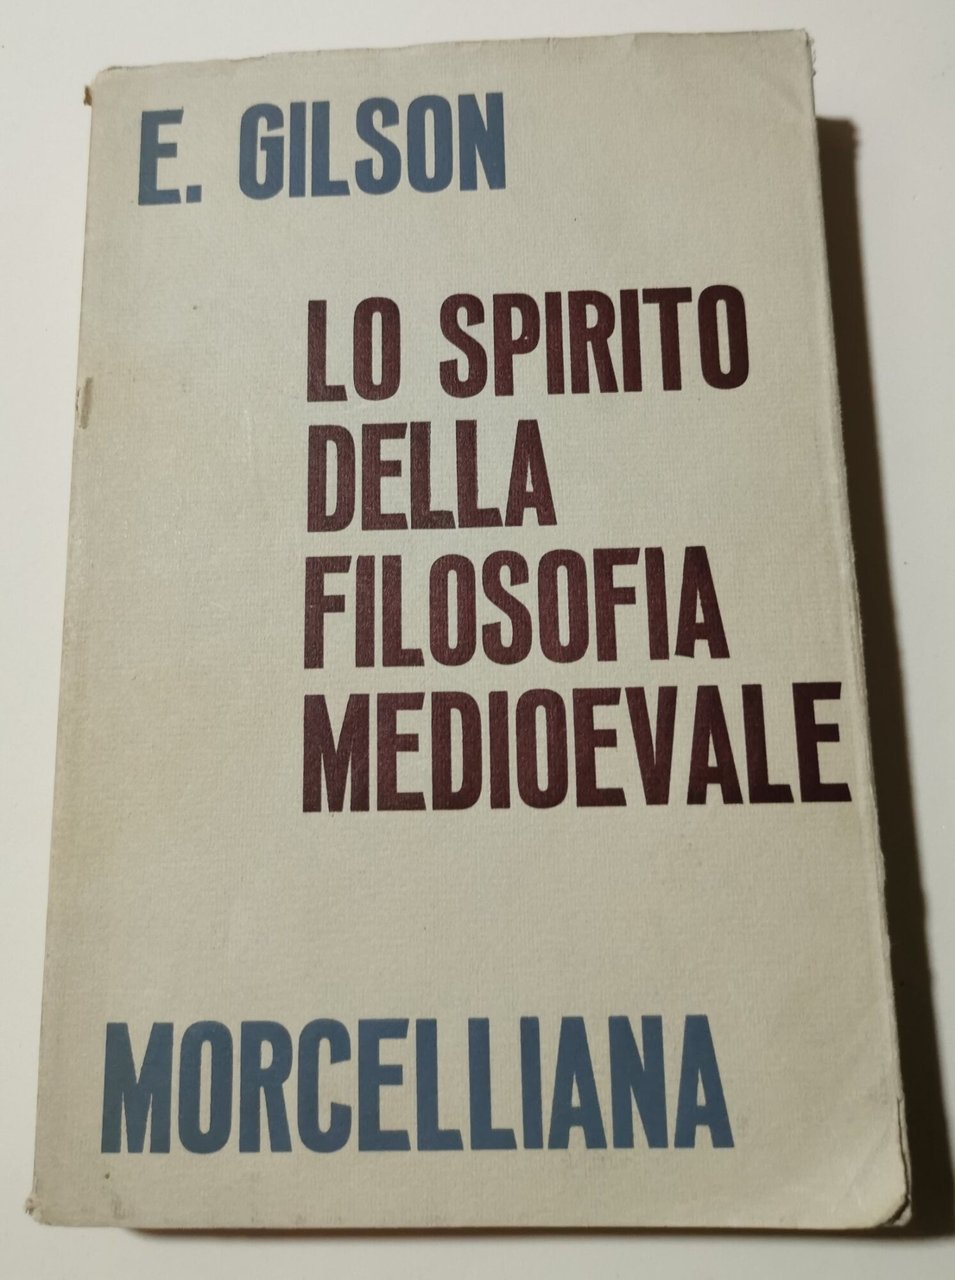 E. GILSON
LO SPIRITO
DELLA
FILOSOFIA
MEDIOEVALE
MORCELLIANA